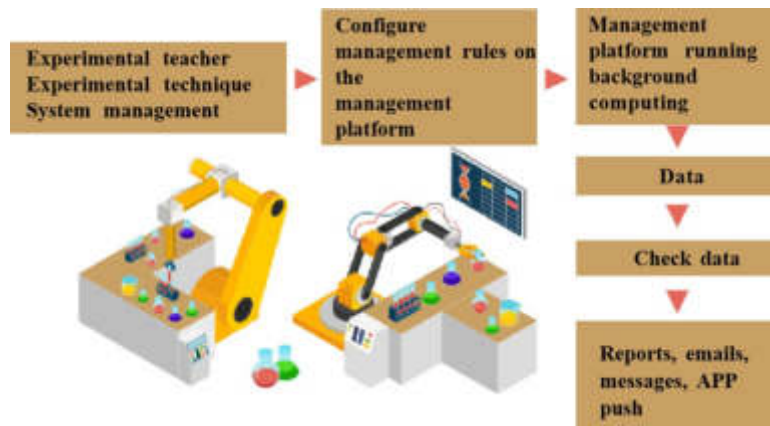 Experimental teacher
Experimental technique
System management
Configure
management rules on
the
management
platform
Management
platform running
background
computing
Data
Check data
Reports, emails,
messages, APP
push